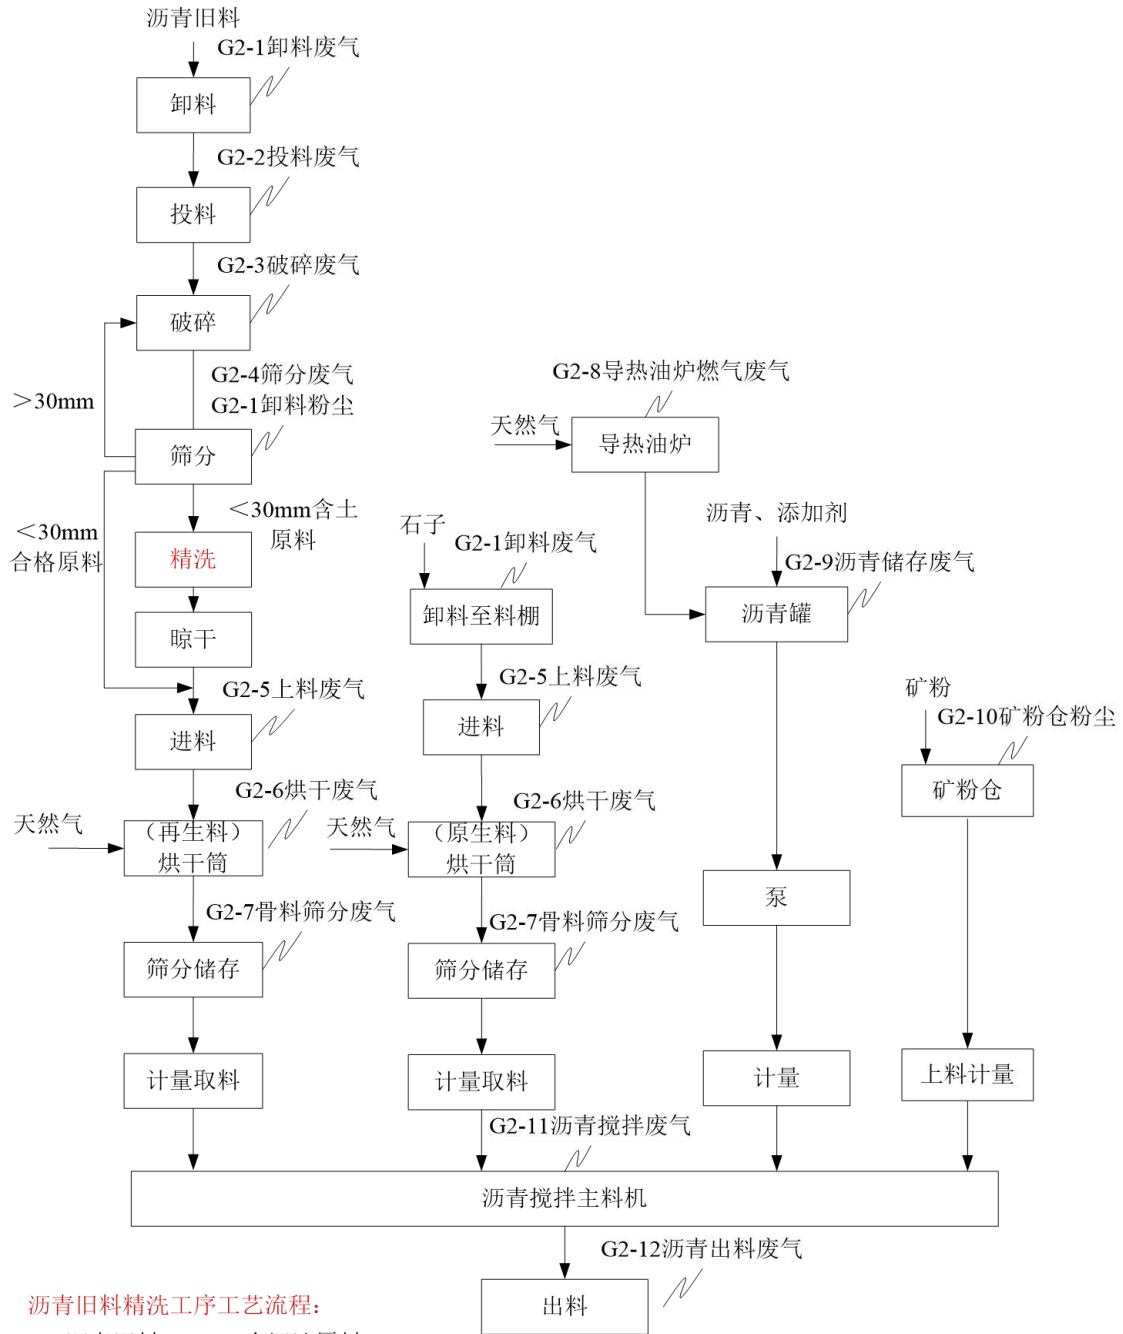 沥青旧料
G2-1卸料废气
卸料
G2-2投料废气
投料
G2-3破碎废气
破碎
G2-4筛分废气
G2-1卸料粉尘
＞30mm
筛分
＜30mm
合格原料
＜30mm含土
原料
精洗
晾干
G2-5上料废气
进料
G2-6烘干废气
天然气
（再生料）
烘干筒
G2-7骨料筛分废气
筛分储存
计量取料
石子
G2-1卸料废气
卸料至料棚
G2-5上料废气
进料
G2-6烘干废气
天然气
（原生料）
烘干筒
G2-7骨料筛分废气
筛分储存
计量取料
G2-8导热油炉燃气废气
天然气
导热油炉
沥青、添加剂
G2-9沥青储存废气
沥青罐
泵
计量
矿粉
G2-10矿粉仓粉尘
矿粉仓
上料计量
G2-11沥青搅拌废气
沥青搅拌主料机
G2-12沥青出料废气
出料
沥青旧料精洗工序工艺流程：